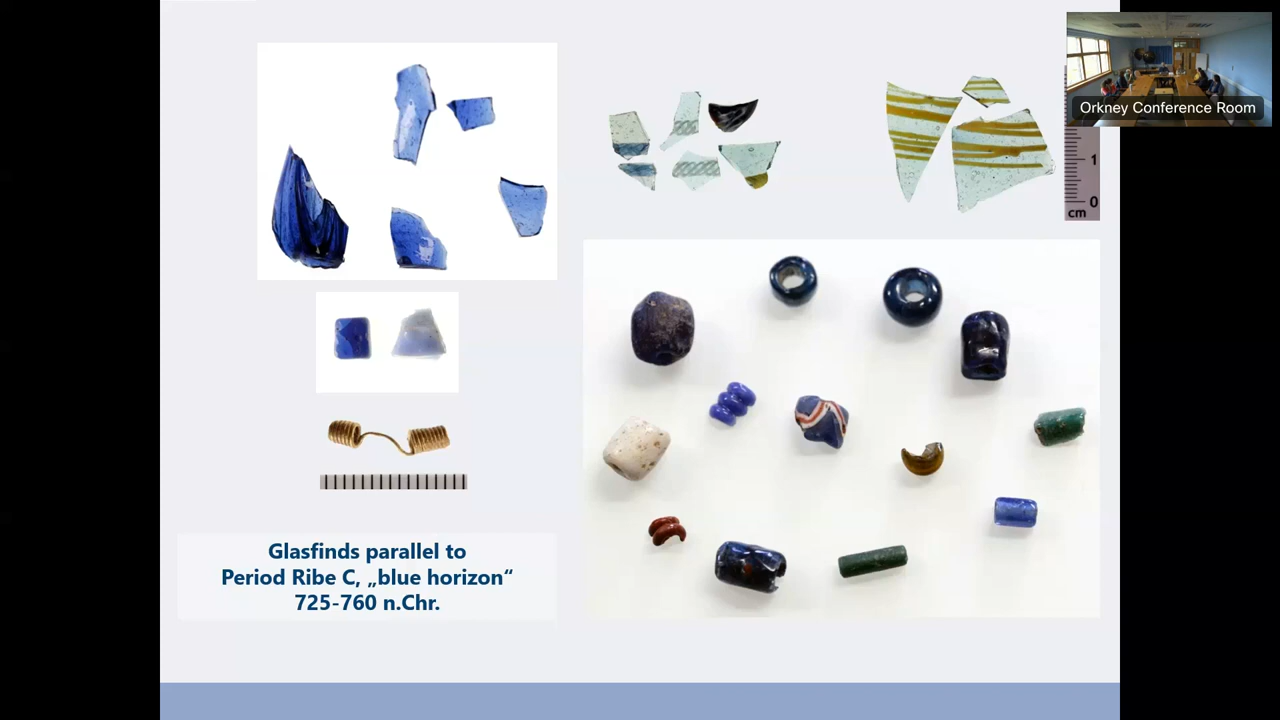 Orkney Conference Room
1
0
cm
Glasfinds parallel to
Period Ribe C, „blue horizon“
725-760 n.Chr.